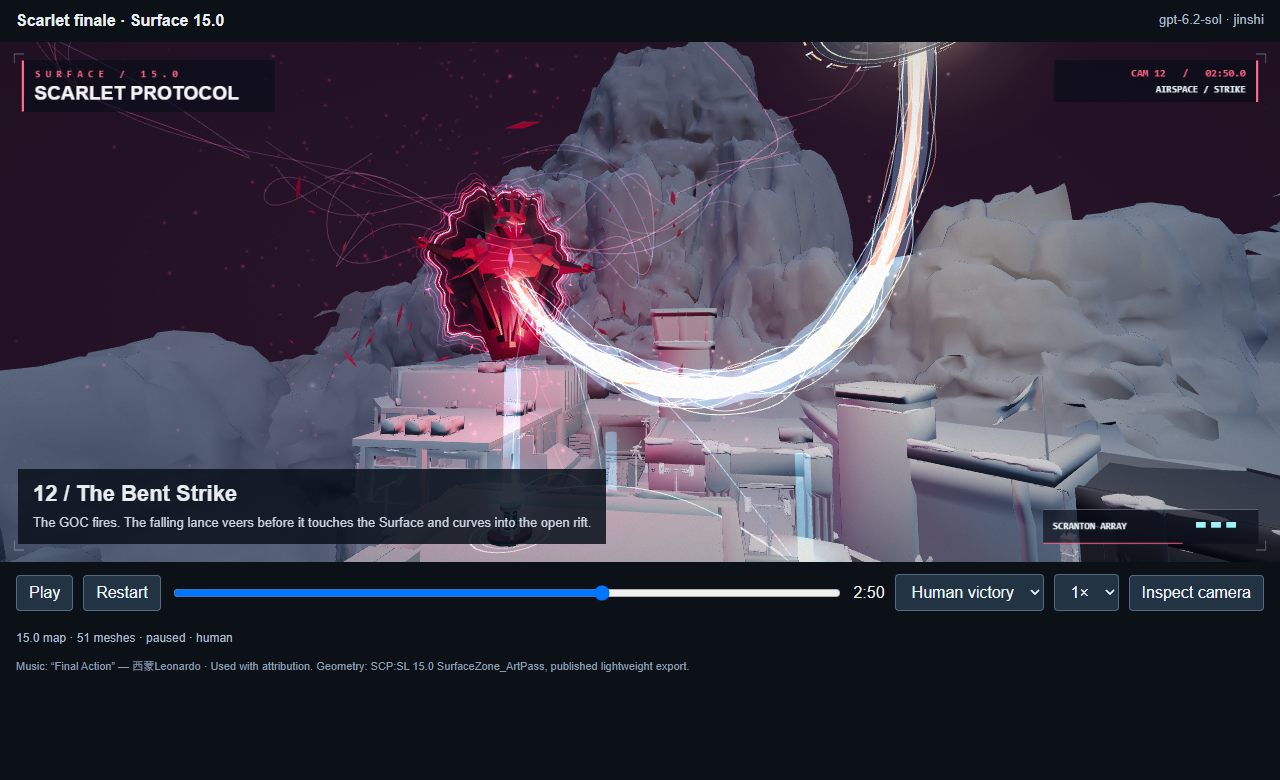 Scarlet finale · Surface 15.0
gpt-6.2-sol · jinshi
SURFACE / 15.0
SCARLET PROTOCOL
CAM 12 / 02:50.0
AIRSPACE / STRIKE
12 / The Bent Strike
The GOC fires. The falling lance veers before it touches the Surface and curves into the open rift.
SCRANTON ARRAY
Play
Restart
2:50
Human victory
1×
Inspect camera
15.0 map · 51 meshes · paused · human
Music: “Final Action” — 西蒙Leonardo · Used with attribution. Geometry: SCP:SL 15.0 SurfaceZone_ArtPass, published lightweight export.